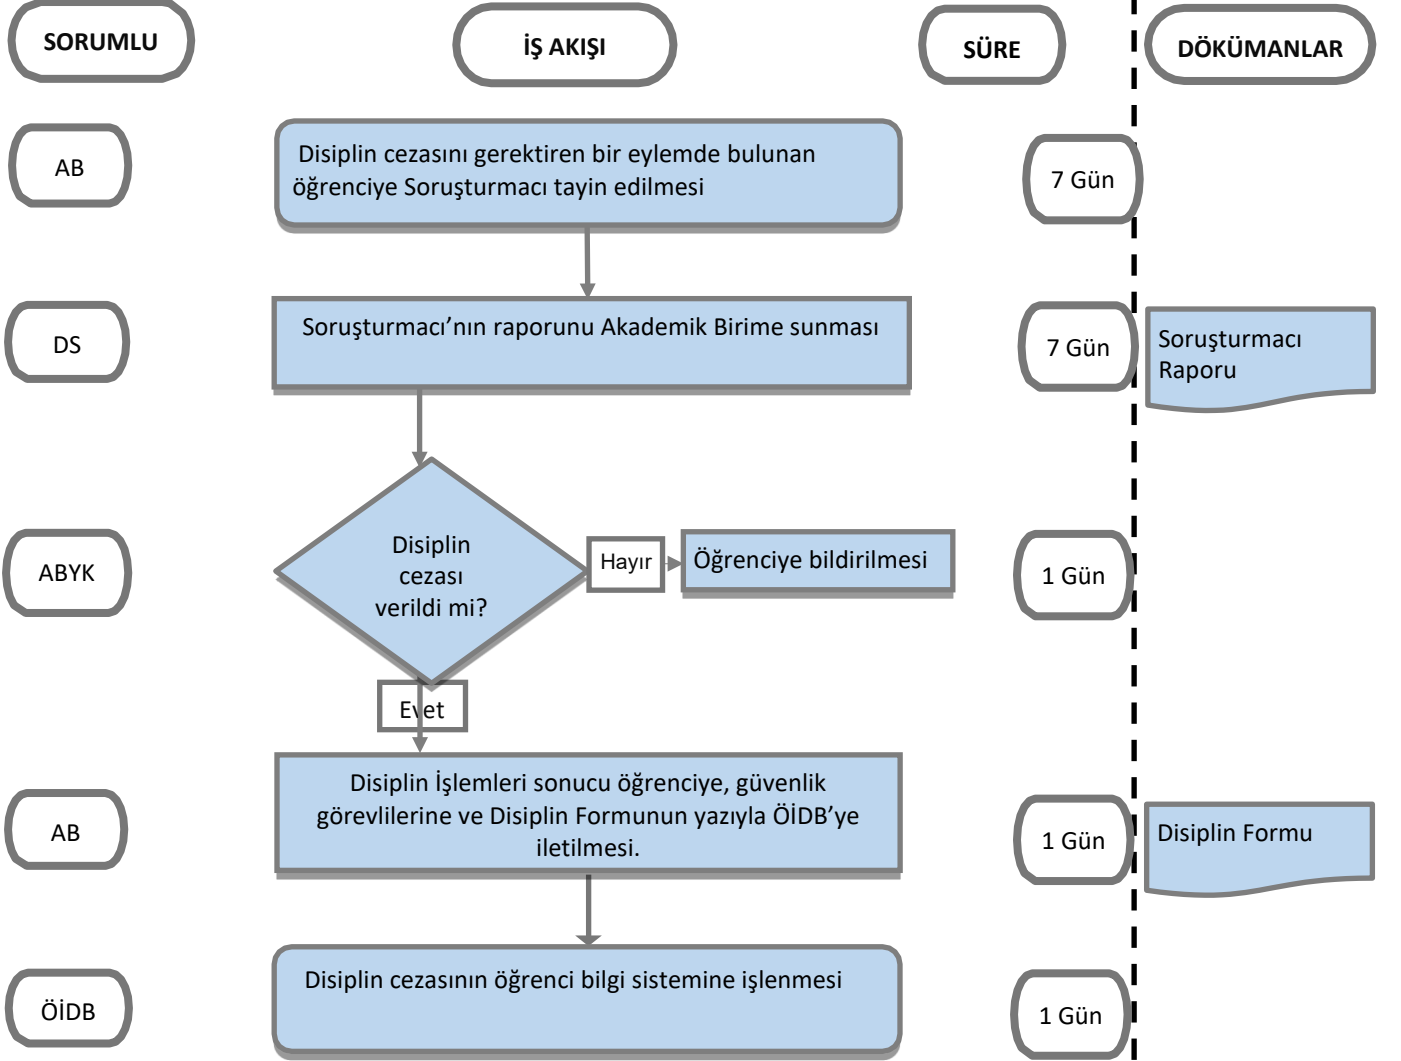 SORUMLU
İŞ AKIŞI
SÜRE
DÖKÜMANLAR
AB
Disiplin cezasını gerektiren bir eylemde bulunan
öğrenciye Soruşturmacı tayin edilmesi
7 Gün
DS
Soruşturmacı’nın raporunu Akademik Birime sunması
7 Gün
Soruşturmacı
Raporu
ABYK
Disiplin
cezası
verildi mi?
Hayır
Öğrenciye bildirilmesi
1 Gün
Evet
AB
Disiplin İşlemleri sonucu öğrenciye, güvenlik
görevlilerine ve Disiplin Formunun yazıyla ÖİDB’ye
iletilmesi.
1 Gün
Disiplin Formu
ÖİDB
Disiplin cezasının öğrenci bilgi sistemine işlenmesi
1 Gün